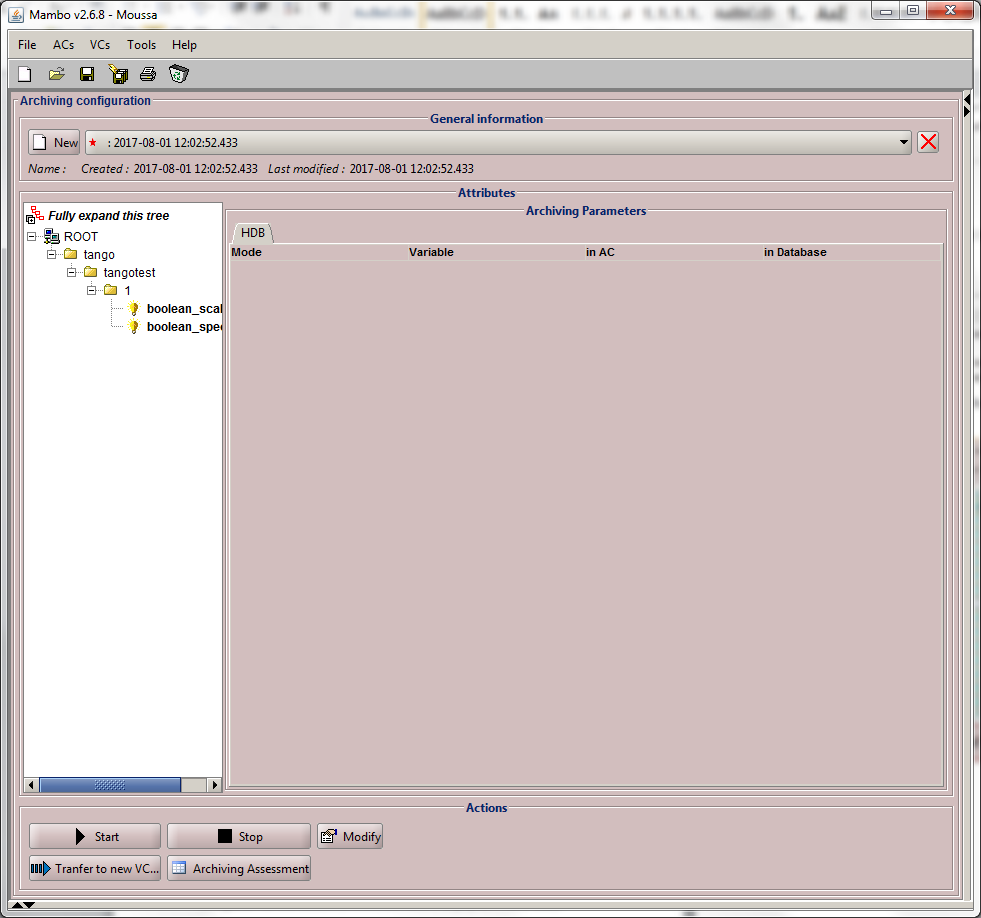 Mambo v2.6.8 - Moussa
File ACs VCs Tools Help
Archiving configuration
General information
New : 2017-08-01 12:02:52.433
Name : Created : 2017-08-01 12:02:52.433 Last modified : 2017-08-01 12:02:52.433
Attributes
Fully expand this tree
ROOT
tango
tangotest
1
boolean_scal
boolean_spec
Archiving Parameters
HDB
Mode Variable in AC in Database
Actions
Start Stop Modify
Tranfer to new VC... Archiving Assessment